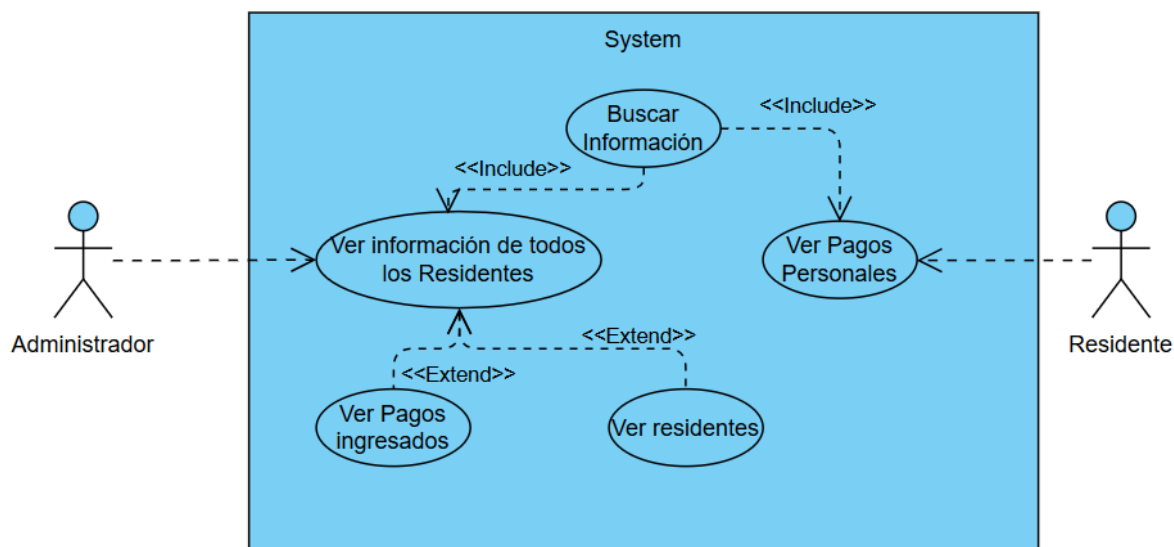 System
Buscar
Información
<<Include>>
<<Include>>
Ver información de todos
los Residentes
Ver Pagos
Personales
Administrador
Residente
<<Extend>>
<<Extend>>
Ver Pagos
ingresados
Ver residentes